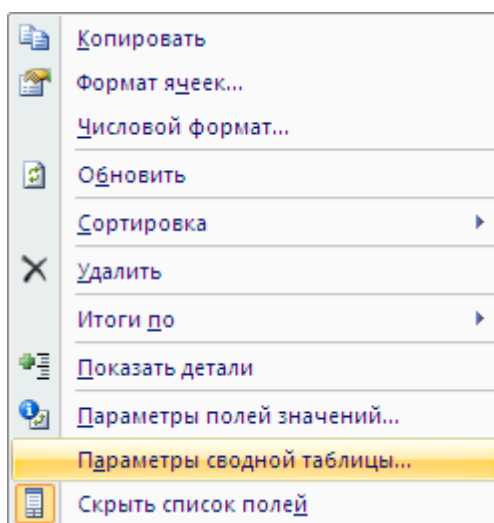 Копировать
Формат ячеек...
Числовой формат...
Обновить
Сортировка
Удалить
Итоги по
Показать детали
Параметры полей значений...
Параметры сводной таблицы...
Скрыть список полей